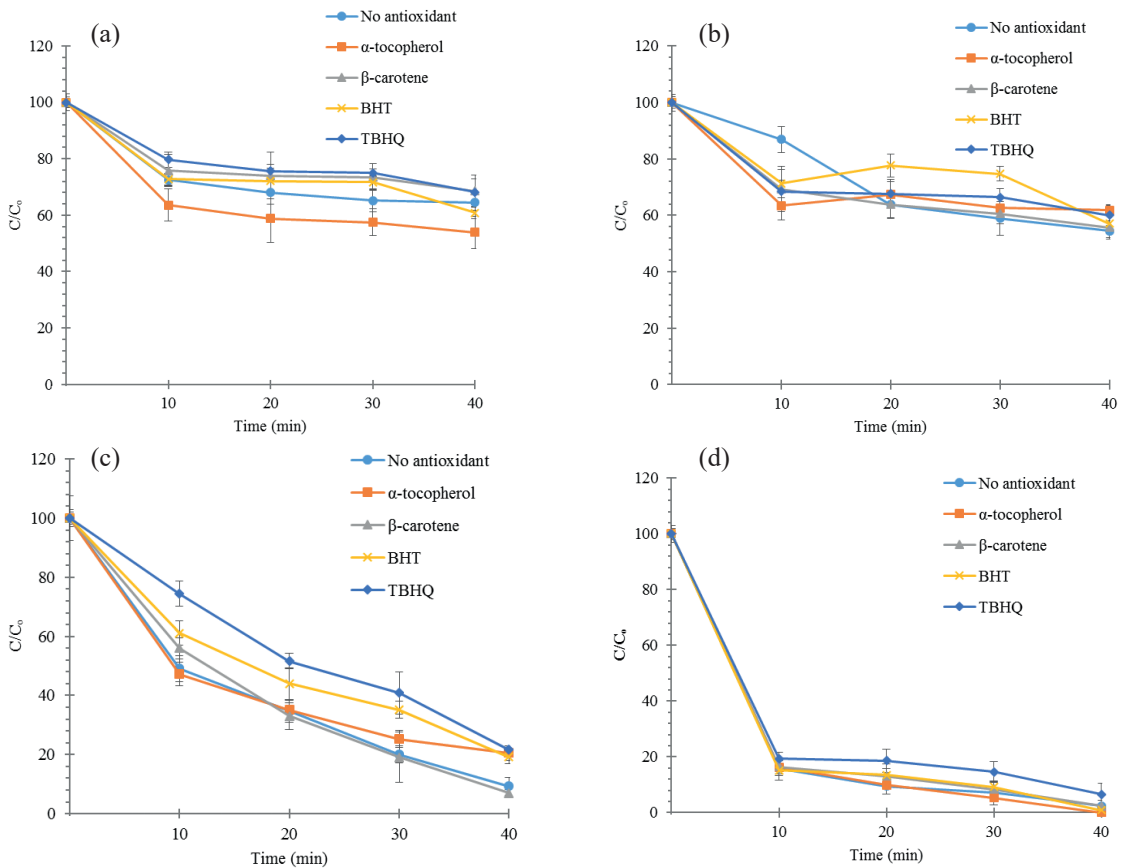 (a)
No antioxidant
α-tocopherol
β-carotene
BHT
TBHQ
120
100
80
60
40
20
0
C/Cₒ
10 20 30 40
Time (min)
(b)
No antioxidant
α-tocopherol
β-carotene
BHT
TBHQ
120
100
80
60
40
20
0
C/Cₒ
10 20 30 40
Time (min)
(c)
No antioxidant
α-tocopherol
β-carotene
BHT
TBHQ
120
100
80
60
40
20
0
C/Cₒ
10 20 30 40
Time (min)
(d)
No antioxidant
α-tocopherol
β-carotene
BHT
TBHQ
120
100
80
60
40
20
0
C/Cₒ
10 20 30 40
Time (min)